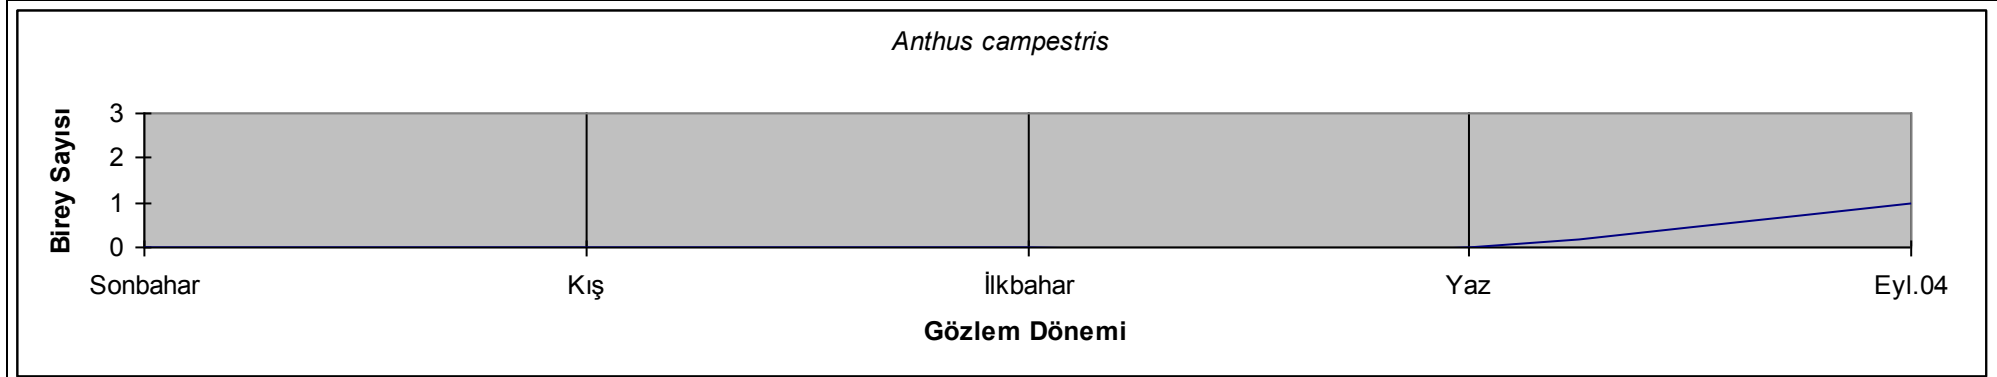 Anthus campestris
Birey Sayısı
3
2
1
0
Sonbahar Kış İlkbahar Yaz Eyl.04
Gözlem Dönemi